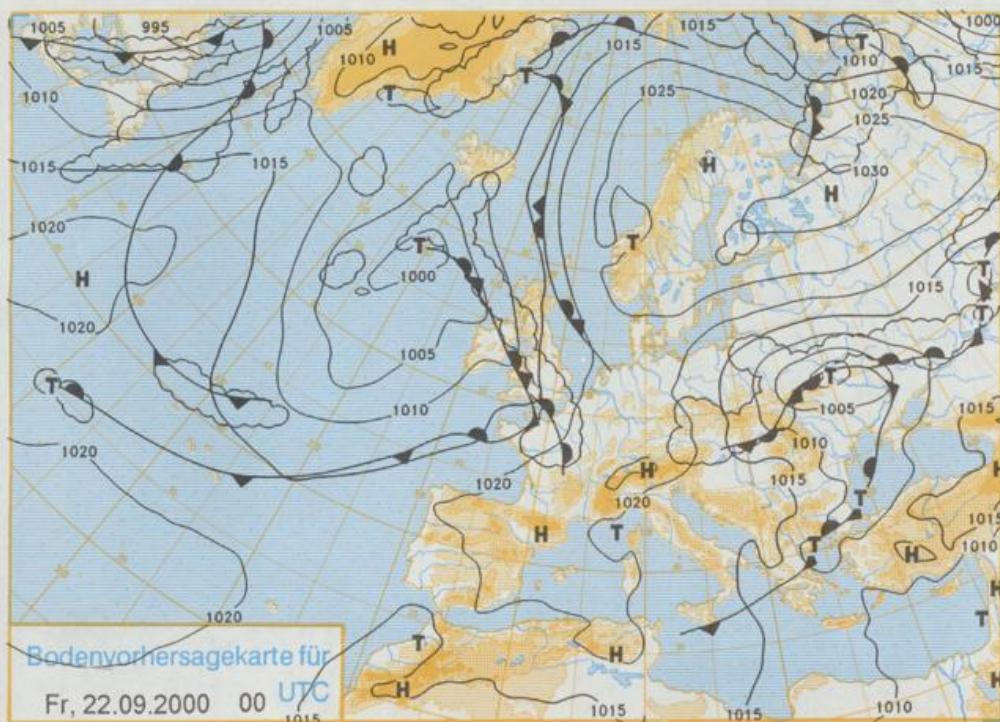 1005 995 1005 1015 1015 1000
H T 1010
1010 1010 1015
T T 1025 1020
1010 T 1025
1015 1015 H 1030
H
1020 T T
H 1000 T
1015
1020 T
1005
T T
1010 1005
1015
1010
1020 1020 1015 H
H 1020
T 1015
H T T 1010
H
H
1020 T
T H
Bodenvorhersagekarte für
UTC
Fr, 22.09.2000 00
H H
1015 1015 1010